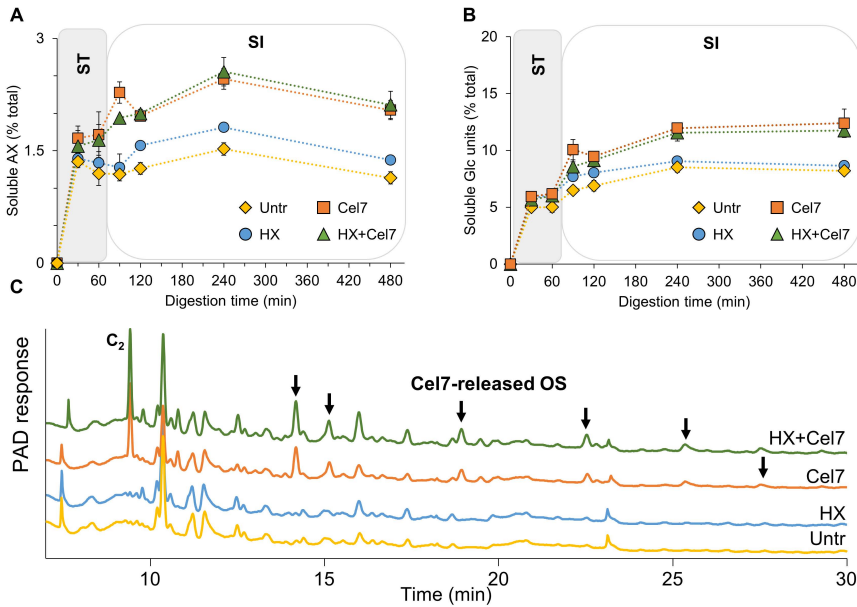 A
ST
SI
3
1.5
0
Soluble AX (% total)
Untr
Cel7
HX
HX+Cel7
0 60 120 180 240 300 360 420 480
Digestion time (min)
B
ST
SI
20
15
10
5
0
Soluble Glc units (% total)
Untr
Cel7
HX
HX+Cel7
0 60 120 180 240 300 360 420 480
Digestion time (min)
C
C2
Cel7-released OS
PAD response
HX+Cel7
Cel7
HX
Untr
10 15 20 25 30
Time (min)